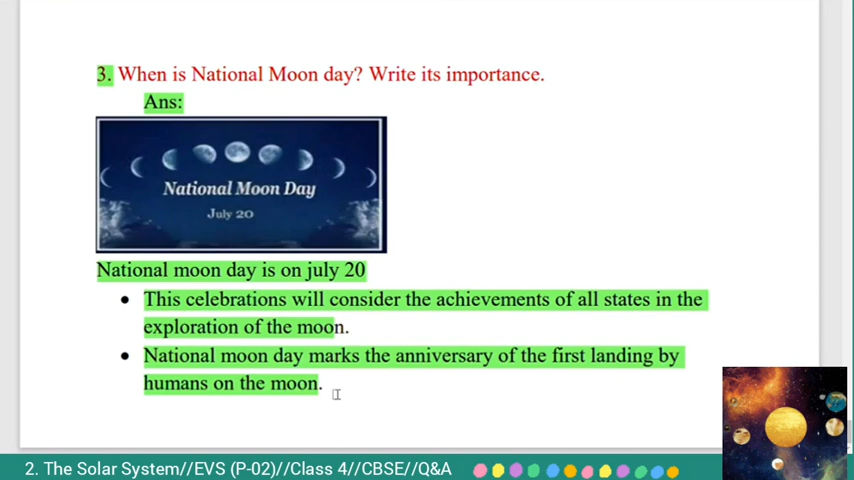 3. When is National Moon day? Write its importance.
Ans:
National Moon Day
July 20
National moon day is on july 20
• This celebrations will consider the achievements of all states in the
exploration of the moon.
• National moon day marks the anniversary of the first landing by
humans on the moon.
2. The Solar System//EVS (P-02)//Class 4//CBSE//Q&A